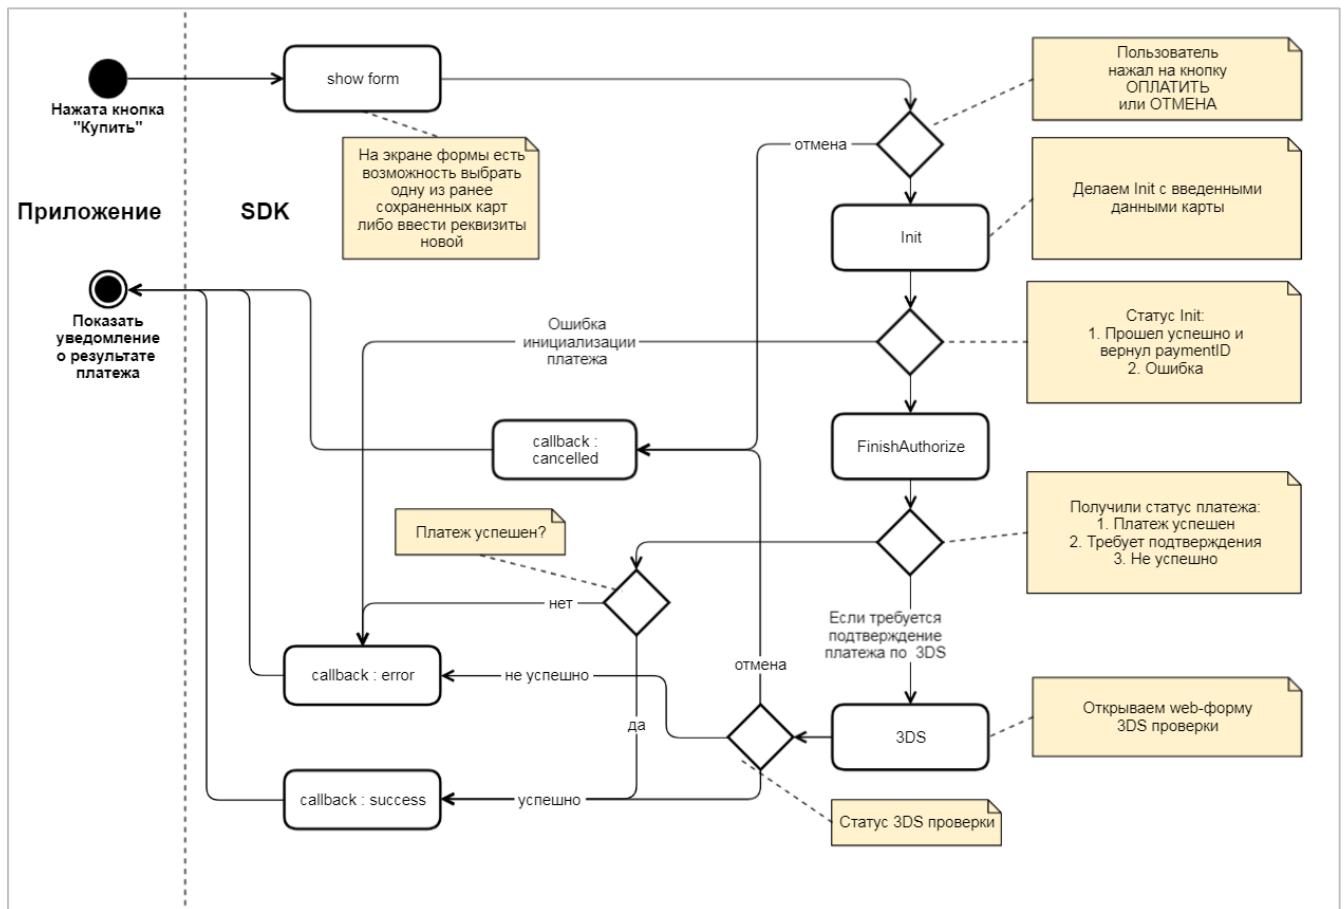 Нажата кнопка
"Купить"
show form
Пользователь
нажал на кнопку
ОПЛАТИТЬ
или ОТМЕНА
На экране формы есть
возможность выбрать
одну из ранее
сохраненных карт
либо ввести реквизиты
новой
отмена
Приложение
SDK
Делаем Init с введенными
данными карты
Init
Показать
уведомление
о результате
платежа
Ошибка
инициализации
платежа
Статус Init:
1. Прошел успешно и
вернул paymentID
2. Ошибка
callback :
cancelled
FinishAuthorize
Платеж успешен?
Получили статус платежа:
1. Платеж успешен
2. Требует подтверждения
3. Не успешно
нет
Если требуется
подтверждение
платежа по 3DS
callback : error
не успешно
отмена
да
3DS
Открываем web-форму
3DS проверки
callback : success
успешно
Статус 3DS проверки